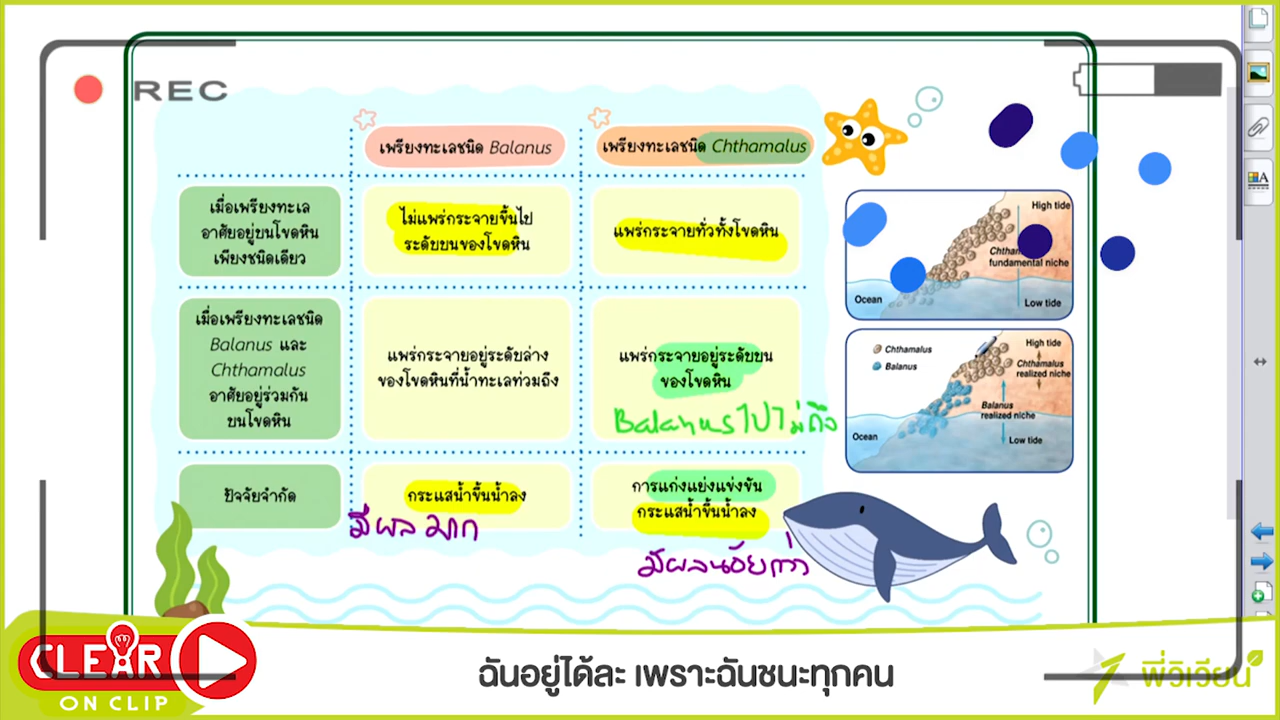 REC
เพรียงทะเลชนิด Balanus
เพรียงทะเลชนิด Chthamalus
เมื่อเพรียงทะเล
อาศัยอยู่บนโขดหิน
เพียงชนิดเดียว
ไม่แพร่กระจายขึ้นไป
ระดับบนของโขดหิน
แพร่กระจายทั่วทั้งโขดหิน
เมื่อเพรียงทะเลชนิด
Balanus และ
Chthamalus
อาศัยอยู่ร่วมกัน
บนโขดหิน
แพร่กระจายอยู่ระดับล่าง
ของโขดหินที่น้ำทะเลท่วมถึง
แพร่กระจายอยู่ระดับบน
ของโขดหิน
Balanus ไปไม่ถึง
ปัจจัยจำกัด
กระแสน้ำขึ้นน้ำลง
มีผลมาก
การแก่งแย่งแข่งขัน
กระแสน้ำขึ้นน้ำลง
มีผลน้อยกว่า
High tide
fundamental niche
Ocean
Low tide
Chthamalus
Balanus
High tide
Chthamalus
realized niche
Balanus
realized niche
Ocean
Low tide
CLEAR
ON CLIP
ฉันอยู่ได้ละ เพราะฉันชนะทุกคน
พี่วิเวียน